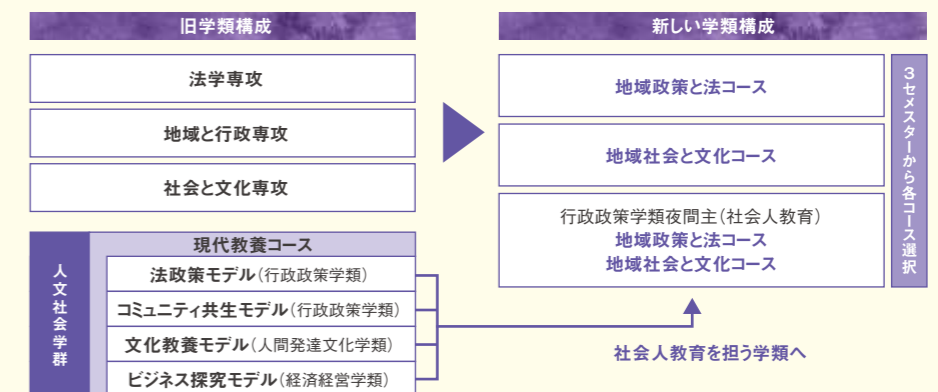 旧学類構成
法学専攻
地域と行政専攻
社会と文化専攻
人文社会学群
現代教養コース
法政策モデル(行政政策学類)
コミュニティ共生モデル(行政政策学類)
文化教養モデル(人間発達文化学類)
ビジネス探究モデル(経済経営学類)
新しい学類構成
地域政策と法コース
地域社会と文化コース
行政政策学類夜間主(社会人教育)
地域政策と法コース
地域社会と文化コース
3セメスターから各コース選択
社会人教育を担う学類へ